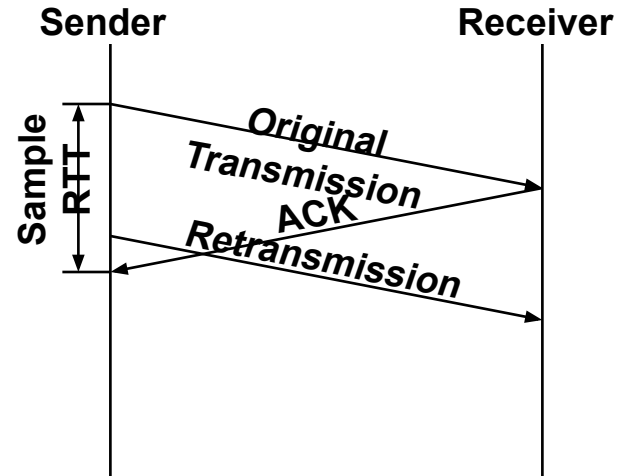 Sender
Receiver
Sample
RTT
Original
Transmission
ACK
Retransmission